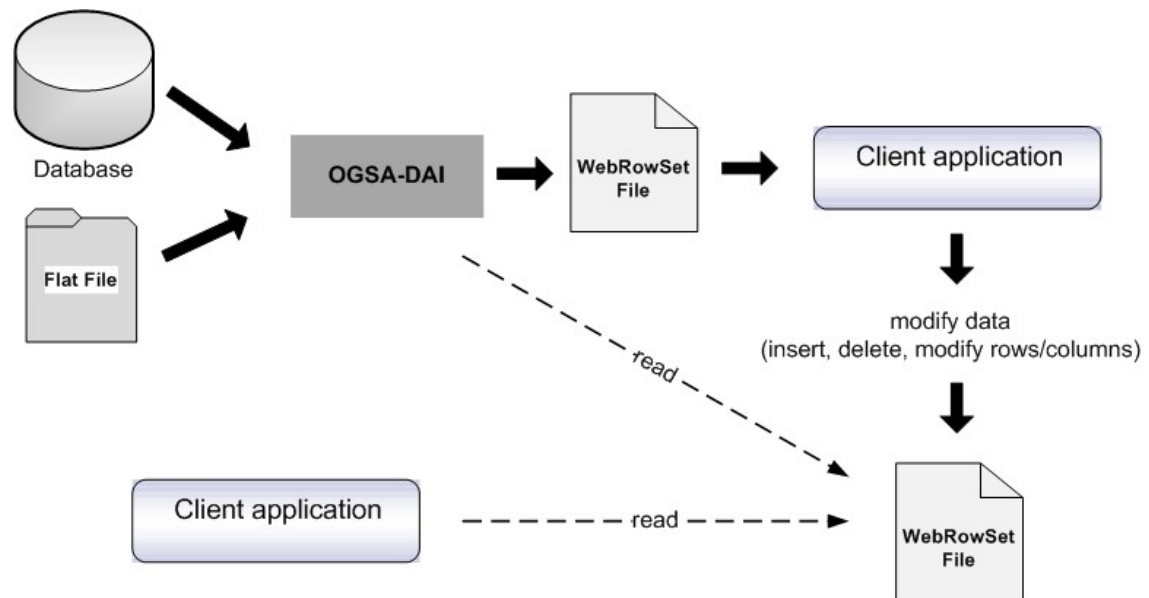 Database
Flat File
OGSA-DAI
WebRowSet
File
Client application
modify data
(insert, delete, modify rows/columns)
read
Client application
read
WebRowSet
File